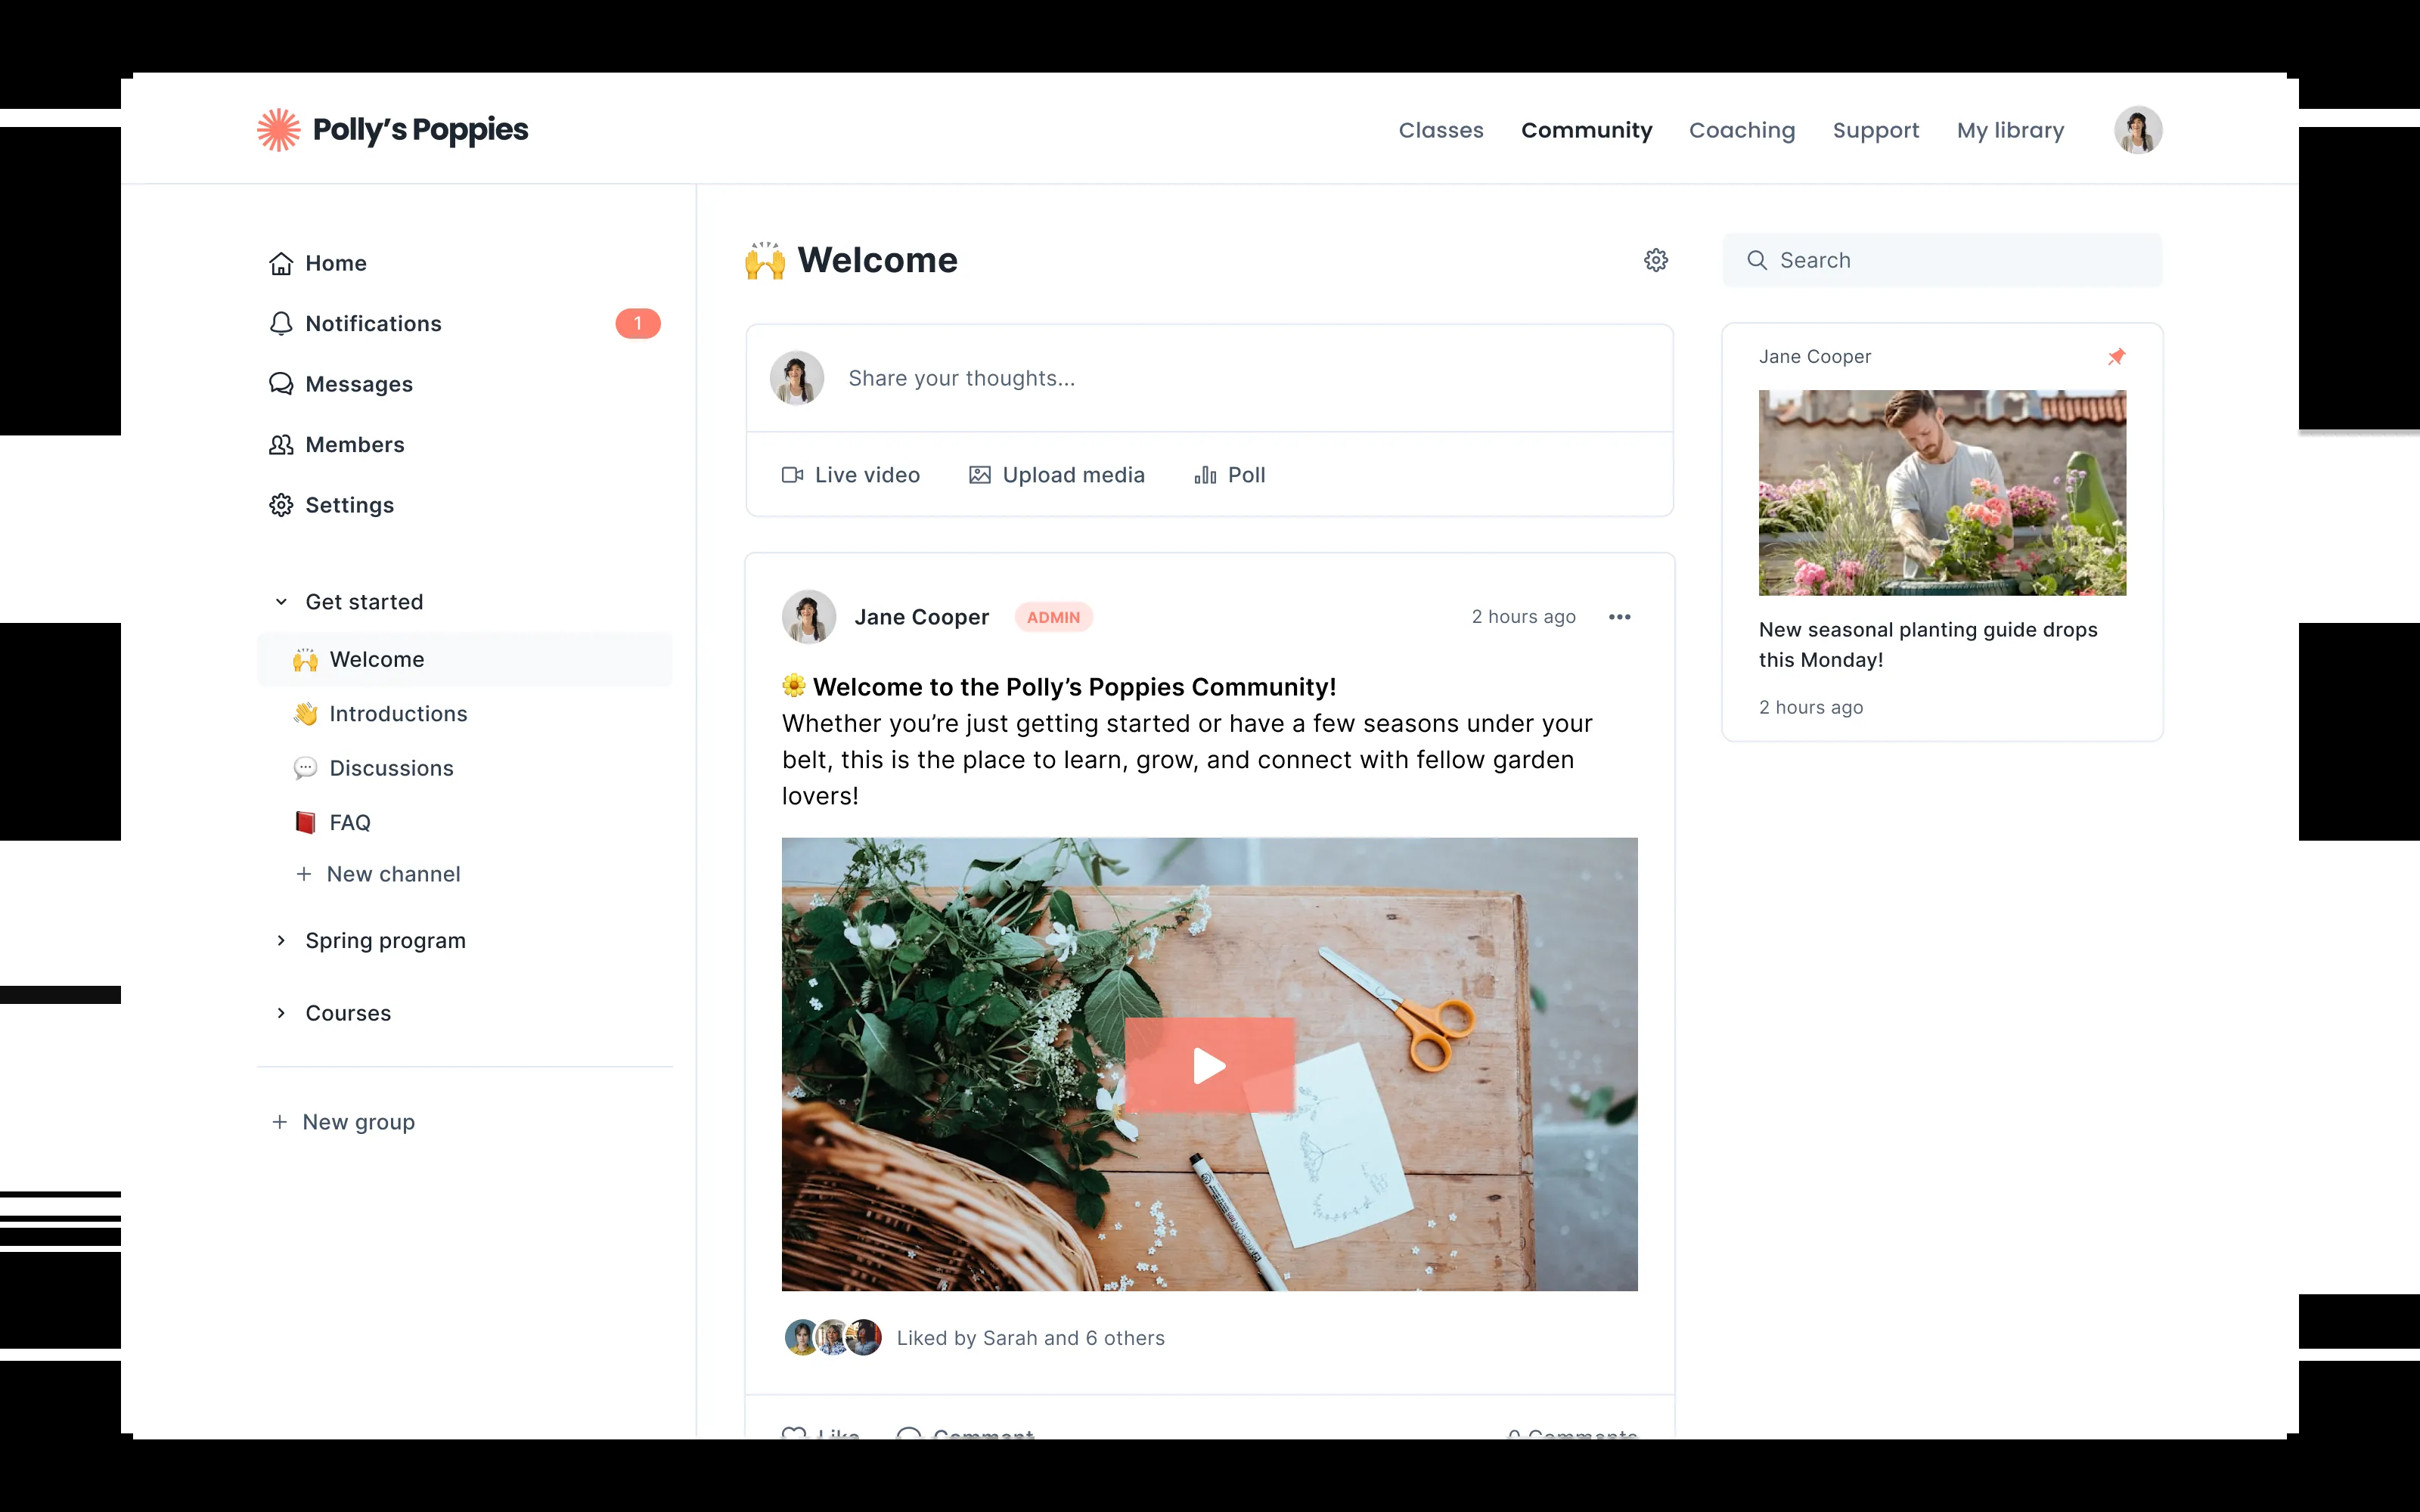 Polly’s Poppies
Classes
Community
Coaching
Support
My library
Home
Notifications
1
Messages
Members
Settings
Get started
Welcome
Introductions
Discussions
FAQ
New channel
Spring program
Courses
New group
Welcome
Share your thoughts...
Live video
Upload media
Poll
Jane Cooper
ADMIN
2 hours ago
Welcome to the Polly’s Poppies Community!
Whether you’re just getting started or have a few seasons under your
belt, this is the place to learn, grow, and connect with fellow garden
lovers!
Liked by Sarah and 6 others
Like
Comment
0 Comments
Search
Jane Cooper
New seasonal planting guide drops
this Monday!
2 hours ago